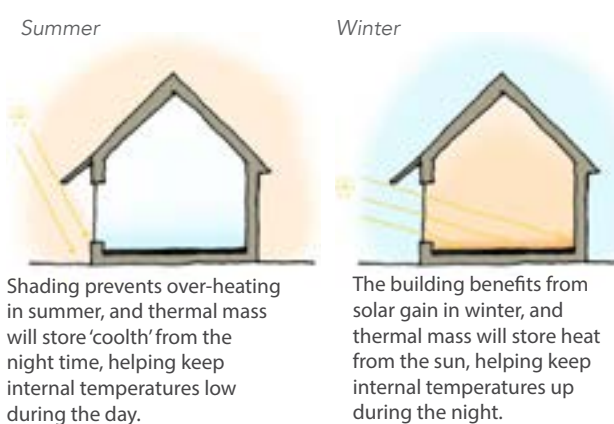 Summer
Winter
Shading prevents over-heating
in summer, and thermal mass
will store ‘coolth’ from the
night time, helping keep
internal temperatures low
during the day.
The building benefits from
solar gain in winter, and
thermal mass will store heat
from the sun, helping keep
internal temperatures up
during the night.